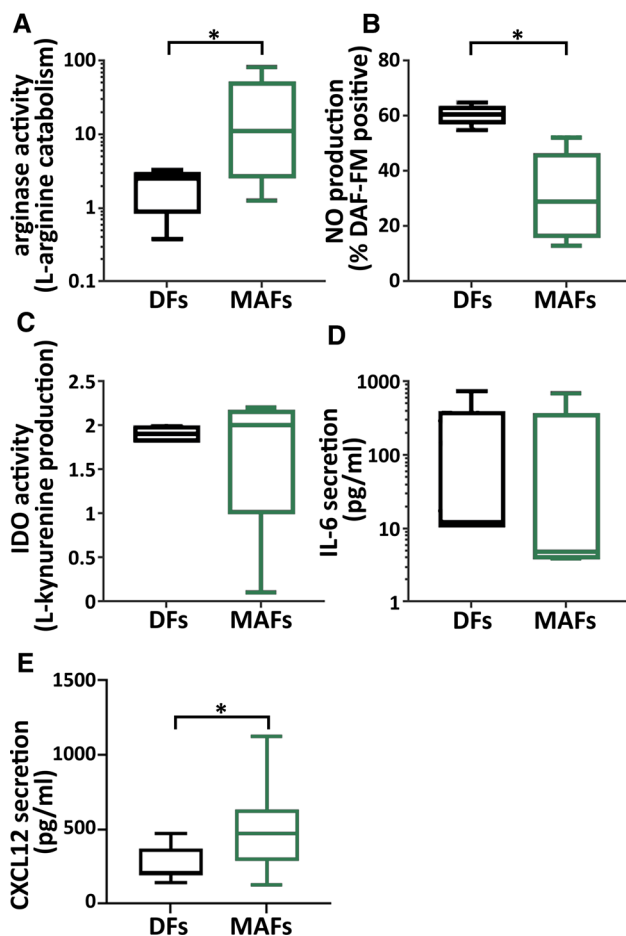 A
arginase activity
(L-arginine catabolism)
100
10
1
0.1
*
DFs MAFs
B
NO production
(% DAF-FM positive)
80
60
40
20
0
*
DFs MAFs
C
IDO activity
(L-kynurenine production)
2.5
2
1.5
1
0.5
0
DFs MAFs
D
IL-6 secretion
(pg/ml)
1000
100
10
1
DFs MAFs
E
CXCL12 secretion
(pg/ml)
1500
1000
500
0
*
DFs MAFs